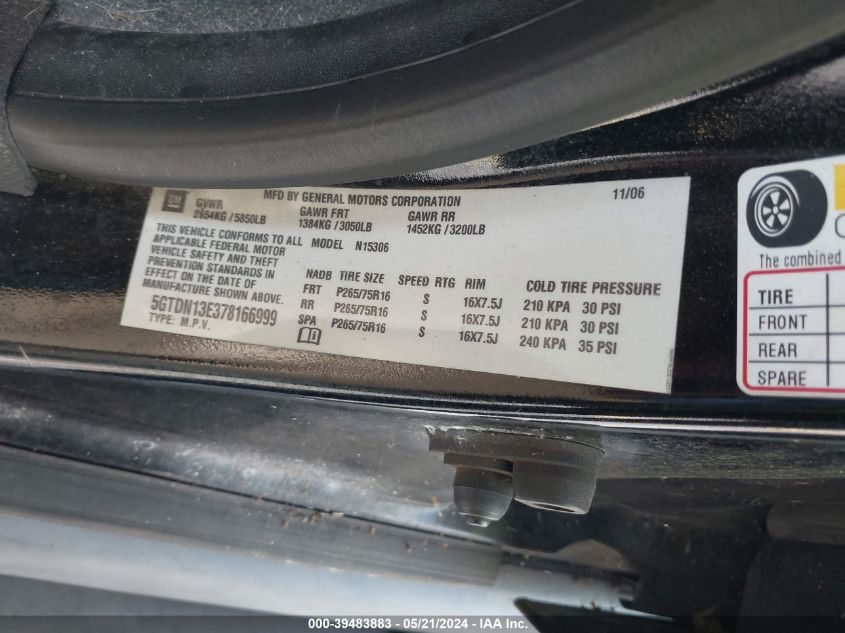 GM
MFD BY GENERAL MOTORS CORPORATION 11/06
GVWR GAWR FRT GAWR RR
2654KG / 5850LB 1384KG / 3050LB 1452KG / 3200LB
THIS VEHICLE CONFORMS TO ALL
APPLICABLE FEDERAL MOTOR
VEHICLE SAFETY AND THEFT
PREVENTION STANDARDS IN
EFFECT ON THE DATE OF
MANUFACTURE SHOWN ABOVE.
5GTDN13E378166999
TYPE: M.P.V.
MODEL N15306
NADB TIRE SIZE SPEED RTG RIM COLD TIRE PRESSURE
FRT P265/75R16 S 16X7.5J 210 KPA 30 PSI
RR P265/75R16 S 16X7.5J 210 KPA 30 PSI
SPA P265/75R16 S 16X7.5J 240 KPA 35 PSI
The combined
TIRE
FRONT
REAR
SPARE
000-39483883 / 05/21/2024 / IAA Inc.